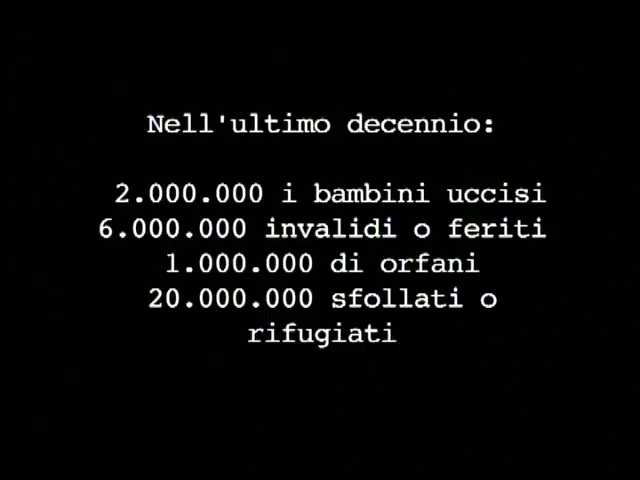 Nell'ultimo decennio:
2.000.000 i bambini uccisi
6.000.000 invalidi o feriti
1.000.000 di orfani
20.000.000 sfollati o
rifugiati